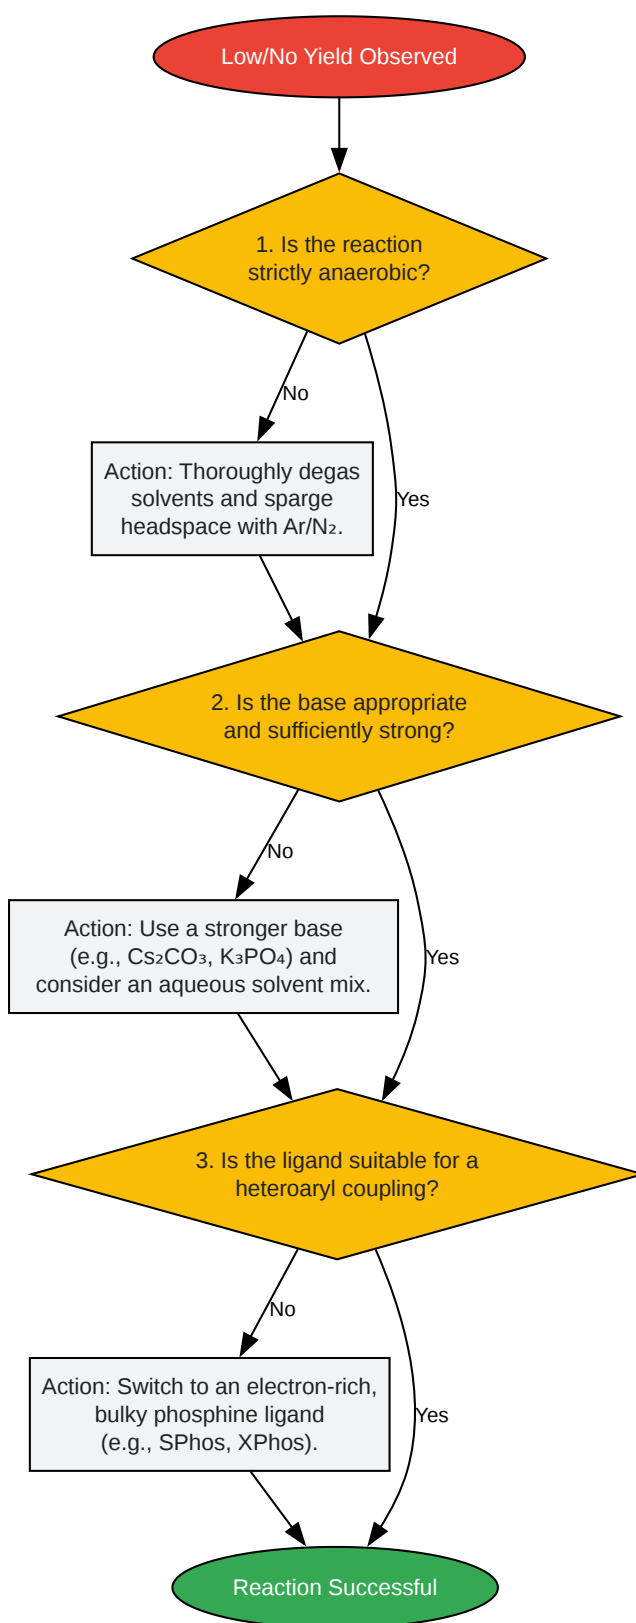 Low/No Yield Observed
1. Is the reaction
strictly anaerobic?
No
Action: Thoroughly degas
solvents and sparge
headspace with Ar/N₂.
Yes
2. Is the base appropriate
and sufficiently strong?
No
Action: Use a stronger base
(e.g., Cs₂CO₃, K₃PO₄) and
consider an aqueous solvent mix.
Yes
3. Is the ligand suitable for a
heteroaryl coupling?
No
Action: Switch to an electron-rich,
bulky phosphine ligand
(e.g., SPhos, XPhos).
Yes
Reaction Successful